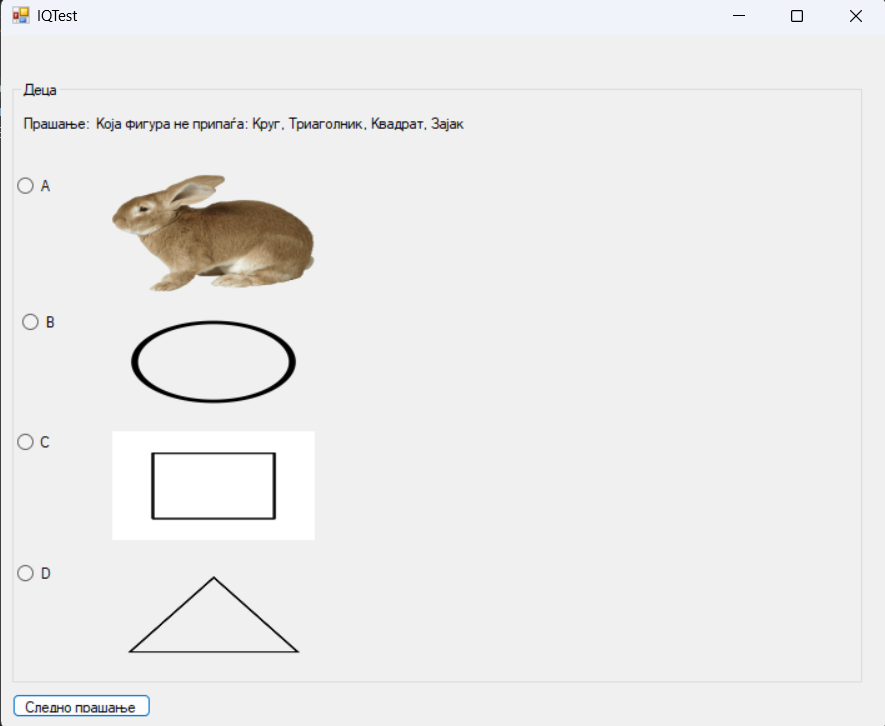 IQTest
Деца
Прашање: Која фигура не припаѓа: Круг, Триаголник, Квадрат, Зајак
A
B
C
D
Следно прашање